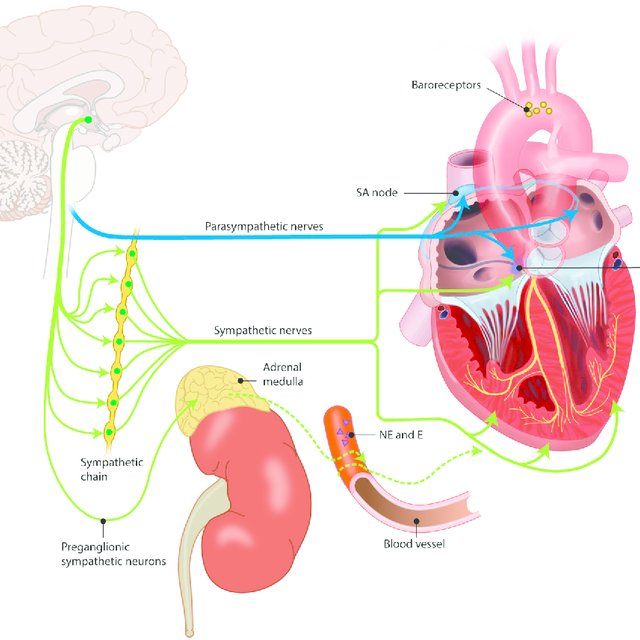 Baroreceptors
SA node
Parasympathetic nerves
Sympathetic nerves
Adrenal
medulla
NE and E
Sympathetic
chain
Preganglionic
sympathetic neurons
Blood vessel